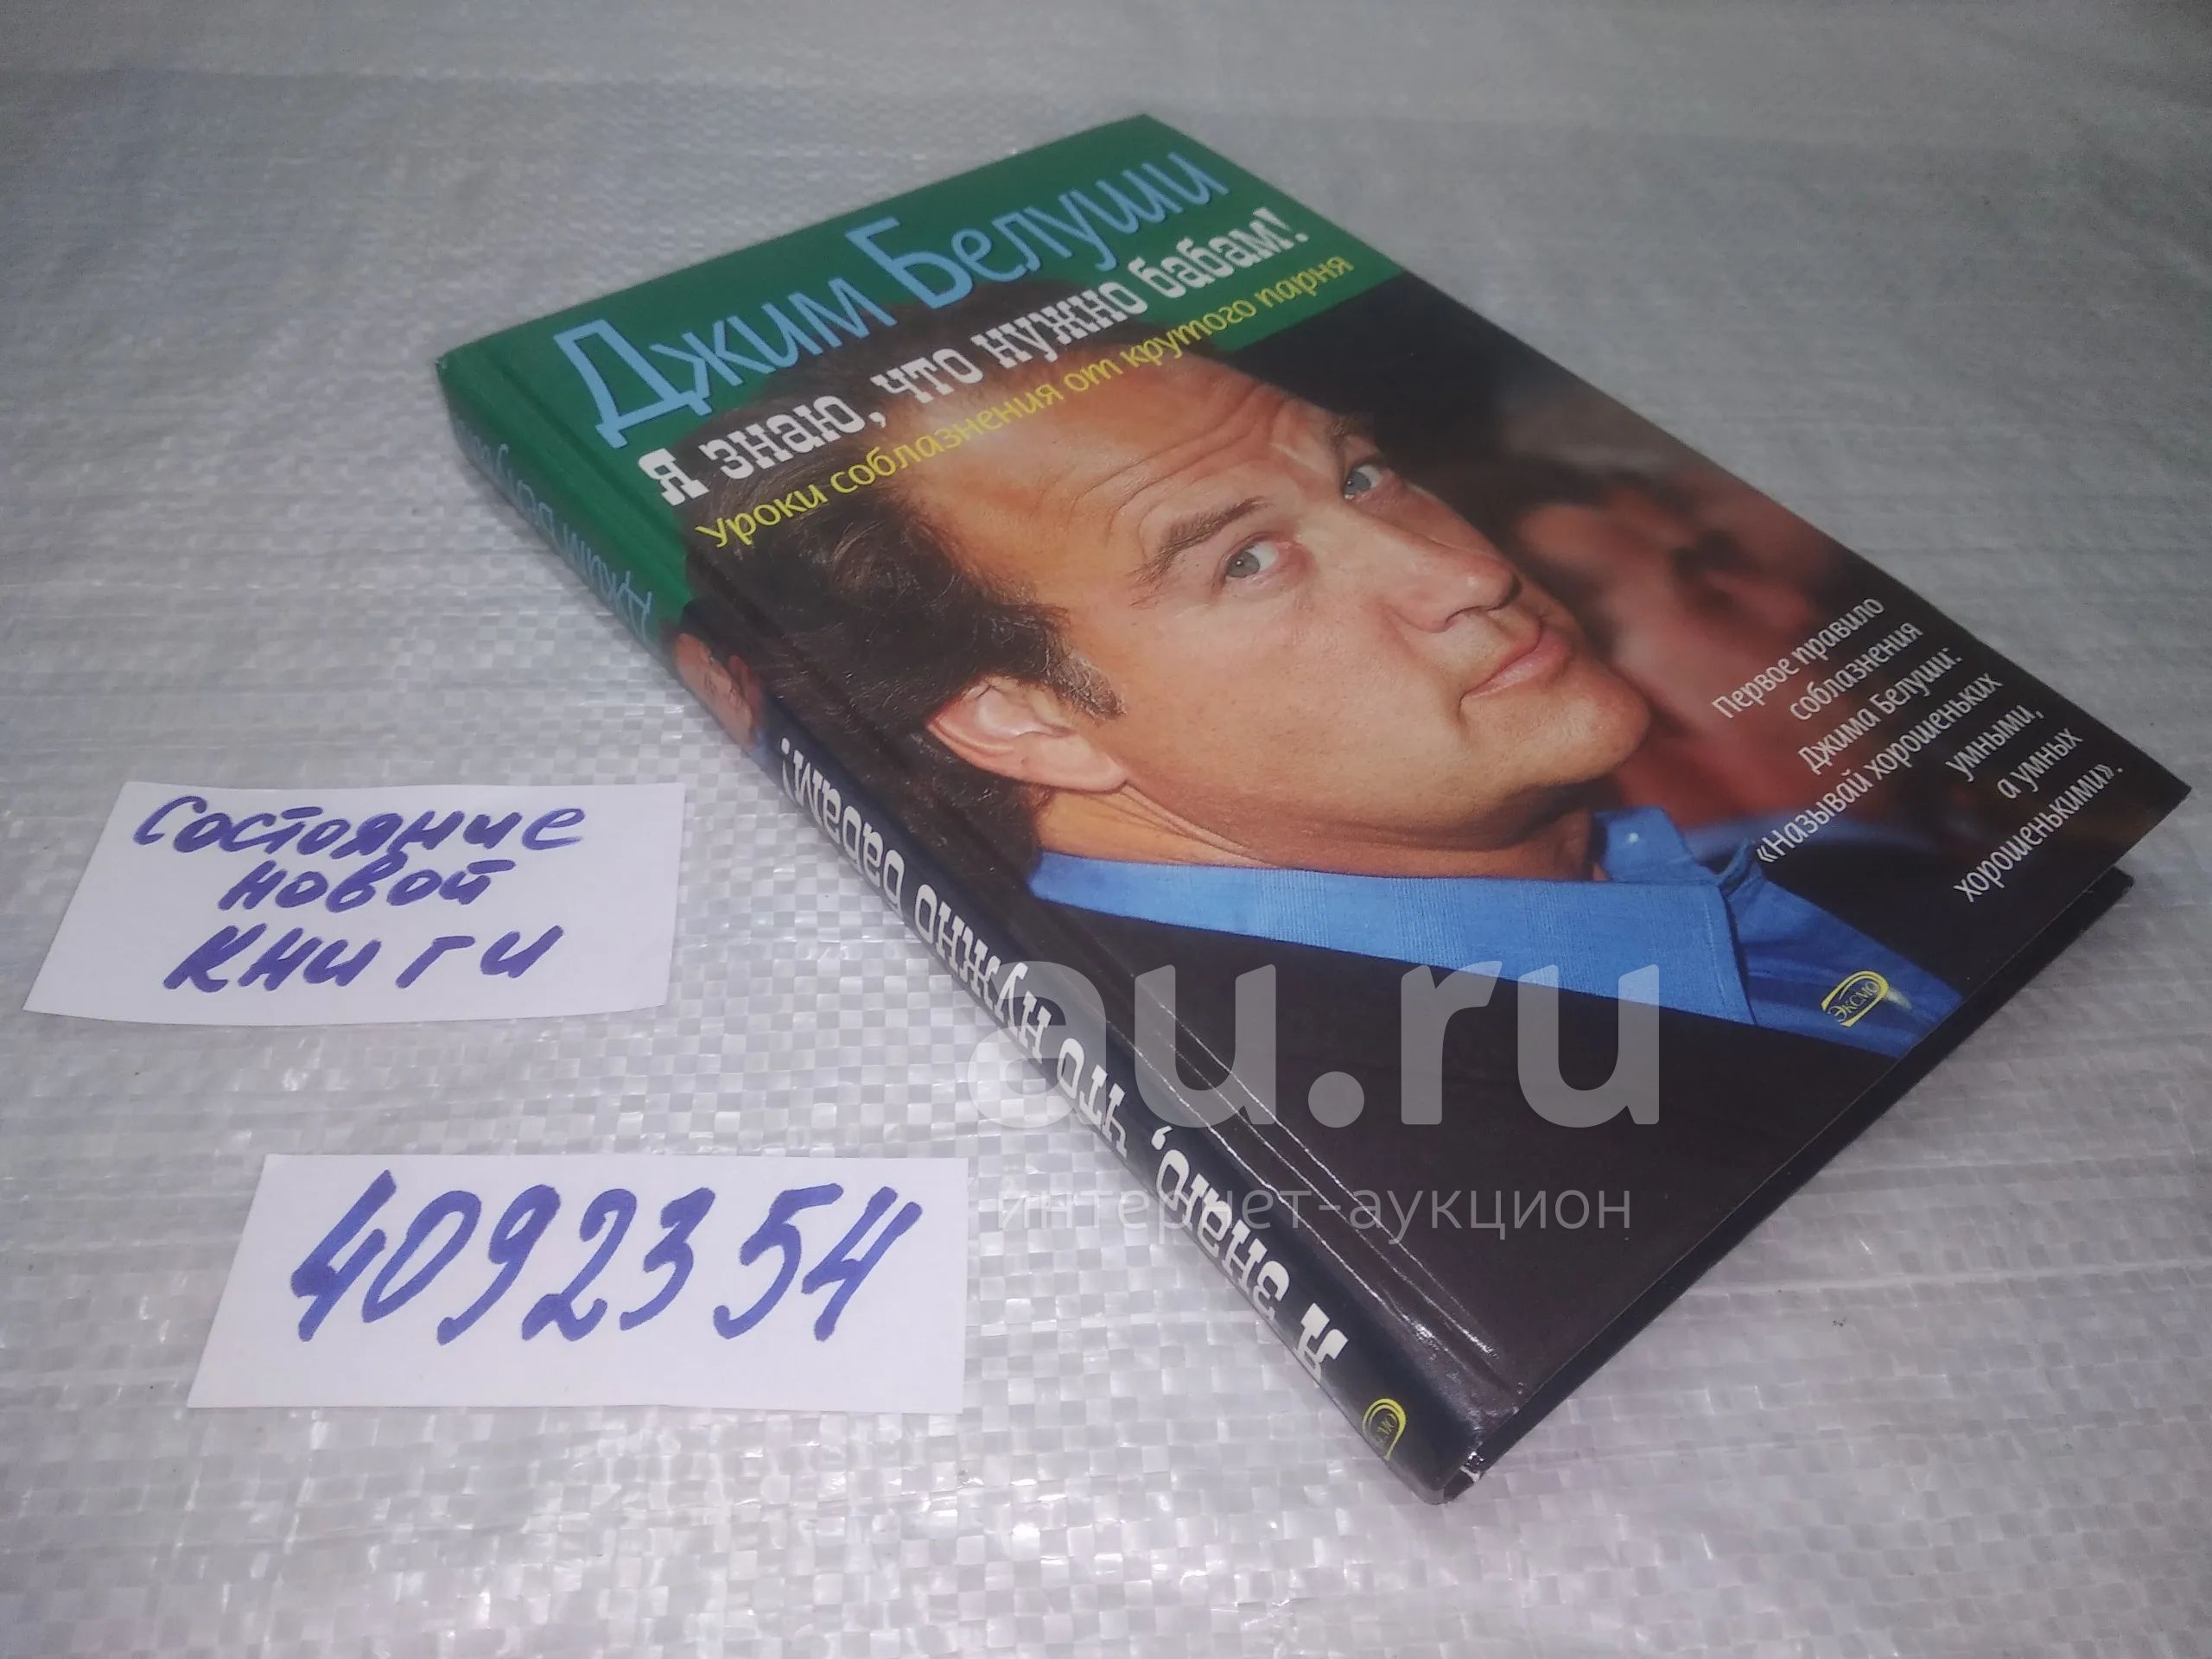 Джим Белуши
Я знаю, что нужно бабам!
Уроки соблазнения от крутого парня
Первое правило
соблазнения
Джима Белуши:
«Называй хорошеньких
умными,
а умных
хорошенькими».
ЭКСМО
Джим Белуши
Я знаю, что нужно бабам!
Состояние
новой
книги
4092354
au.ru
интернет-аукцион